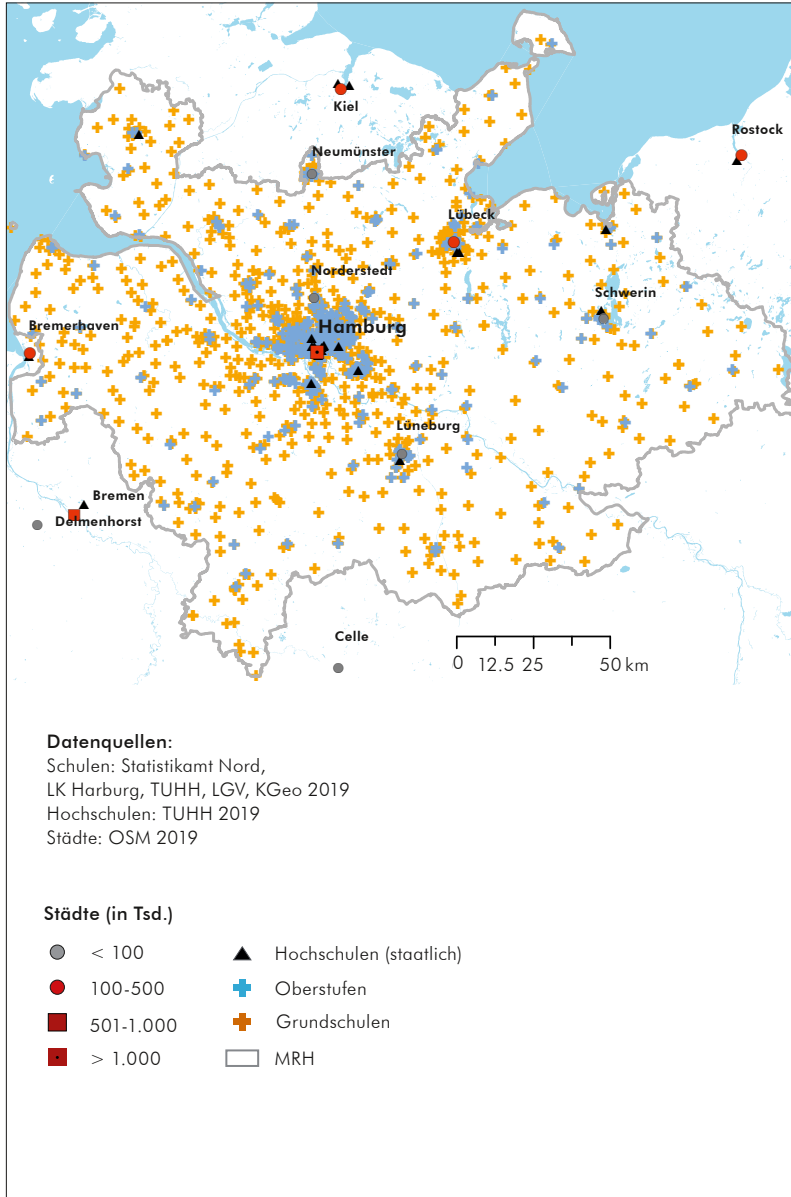 Kiel
Rostock
Neumünster
Lübeck
Norderstedt
Schwerin
Hamburg
Bremerhaven
Lüneburg
Bremen
Delmenhorst
Celle
0 12.5 25 50 km
Datenquellen:
Schulen: Statistikamt Nord,
LK Harburg, TUHH, LGV, KGeo 2019
Hochschulen: TUHH 2019
Städte: OSM 2019
Städte (in Tsd.)
< 100
Hochschulen (staatlich)
100-500
Oberstufen
501-1.000
Grundschulen
> 1.000
MRH